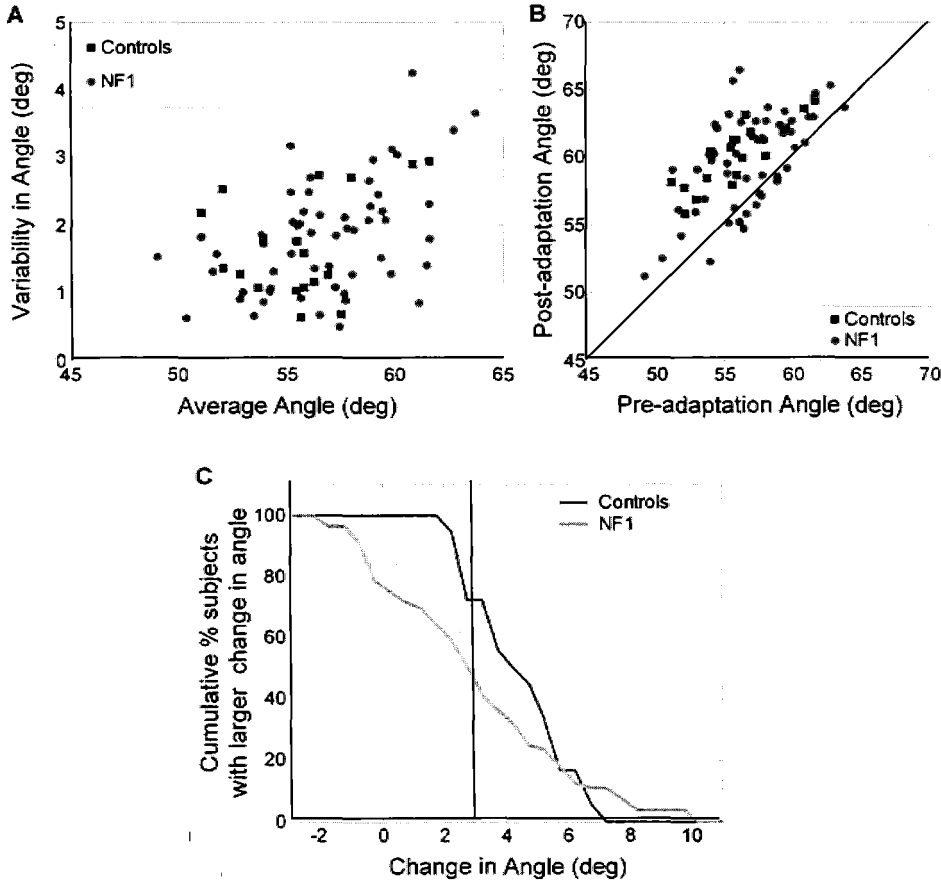 A
5
4
3
2
1
0
Variability in Angle (deg)
Controls
NF1
45 50 55 60 65
Average Angle (deg)
B
70
65
60
55
50
45
Post-adaptation Angle (deg)
Controls
NF1
45 50 55 60 65 70
Pre-adaptation Angle (deg)
C
100
80
60
40
20
0
Cumulative % subjects
with larger change in angle
Controls
NF1
-2 0 2 4 6 8 10
Change in Angle (deg)